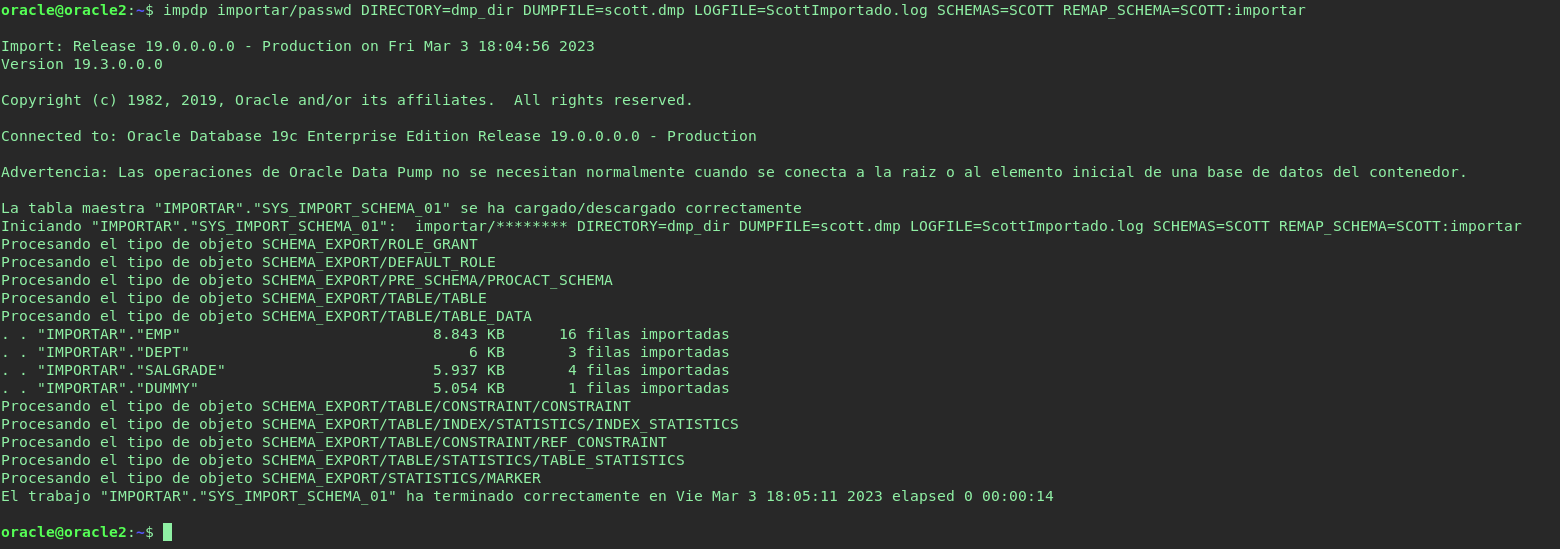 oracle@oracle2:~$ impdp importar/passwd DIRECTORY=dmp_dir DUMPFILE=scott.dmp LOGFILE=ScottImportado.log SCHEMAS=SCOTT REMAP_SCHEMA=SCOTT:importar
Import: Release 19.0.0.0.0 - Production on Fri Mar 3 18:04:56 2023
Version 19.3.0.0.0
Copyright (c) 1982, 2019, Oracle and/or its affiliates.  All rights reserved.
Connected to: Oracle Database 19c Enterprise Edition Release 19.0.0.0.0 - Production
Advertencia: Las operaciones de Oracle Data Pump no se necesitan normalmente cuando se conecta a la raiz o al elemento inicial de una base de datos del contenedor.
La tabla maestra "IMPORTAR"."SYS_IMPORT_SCHEMA_01" se ha cargado/descargado correctamente
Iniciando "IMPORTAR"."SYS_IMPORT_SCHEMA_01":  importar/******** DIRECTORY=dmp_dir DUMPFILE=scott.dmp LOGFILE=ScottImportado.log SCHEMAS=SCOTT REMAP_SCHEMA=SCOTT:importar
Procesando el tipo de objeto SCHEMA_EXPORT/ROLE_GRANT
Procesando el tipo de objeto SCHEMA_EXPORT/DEFAULT_ROLE
Procesando el tipo de objeto SCHEMA_EXPORT/PRE_SCHEMA/PROCACT_SCHEMA
Procesando el tipo de objeto SCHEMA_EXPORT/TABLE/TABLE
Procesando el tipo de objeto SCHEMA_EXPORT/TABLE/TABLE_DATA
. . "IMPORTAR"."EMP"                            8.843 KB      16 filas importadas
. . "IMPORTAR"."DEPT"                               6 KB       3 filas importadas
. . "IMPORTAR"."SALGRADE"                       5.937 KB       4 filas importadas
. . "IMPORTAR"."DUMMY"                          5.054 KB       1 filas importadas
Procesando el tipo de objeto SCHEMA_EXPORT/TABLE/CONSTRAINT/CONSTRAINT
Procesando el tipo de objeto SCHEMA_EXPORT/TABLE/INDEX/STATISTICS/INDEX_STATISTICS
Procesando el tipo de objeto SCHEMA_EXPORT/TABLE/CONSTRAINT/REF_CONSTRAINT
Procesando el tipo de objeto SCHEMA_EXPORT/TABLE/STATISTICS/TABLE_STATISTICS
Procesando el tipo de objeto SCHEMA_EXPORT/STATISTICS/MARKER
El trabajo "IMPORTAR"."SYS_IMPORT_SCHEMA_01" ha terminado correctamente en Vie Mar 3 18:05:11 2023 elapsed 0 00:00:14
oracle@oracle2:~$